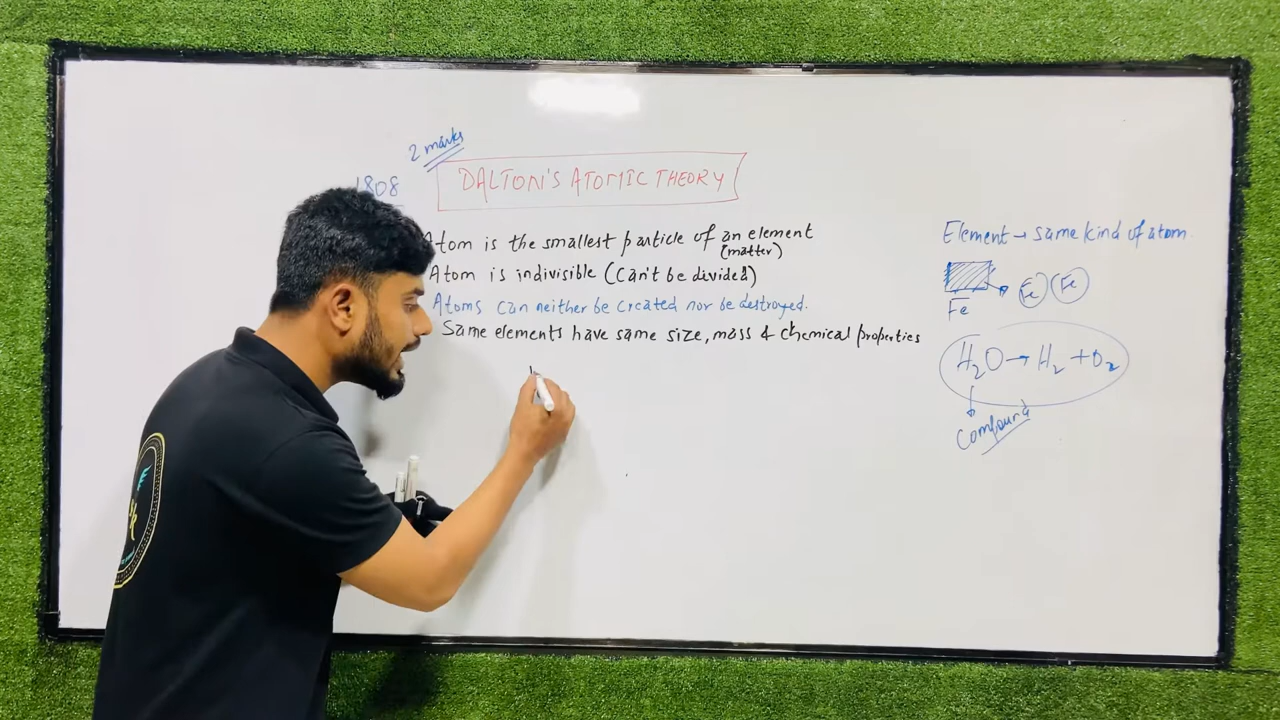 2 marks
1808
DALTON'S ATOMIC THEORY
Atom is the smallest particle of an element
(matter)
Atom is indivisible (Can't be divided)
Atoms can neither be created nor be destroyed.
Same elements have same size, mass & chemical properties
Element → same kind of atom
Fe
Fe Fe
H₂O → H₂ + O₂
Compound